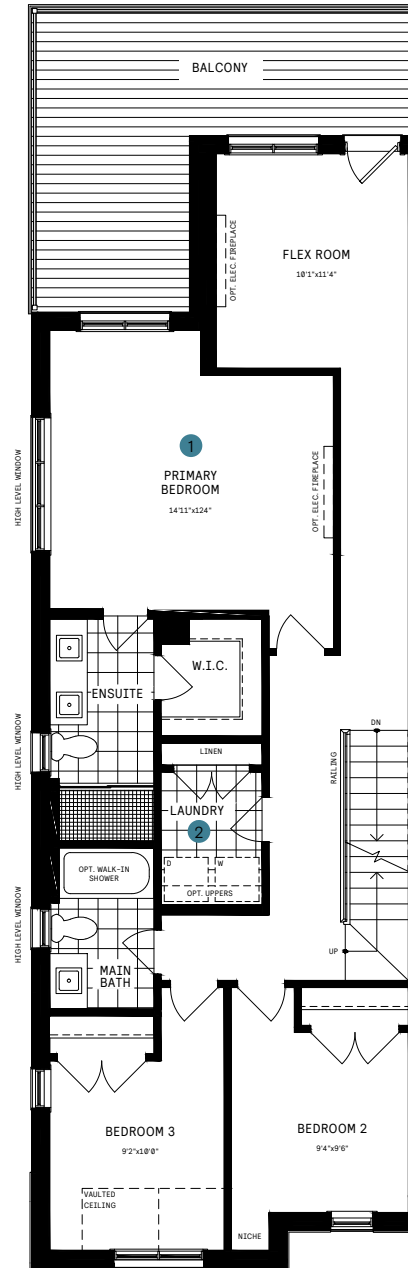 BALCONY
FLEX ROOM
10'1"x11'4"
OPT. ELEC. FIREPLACE
1
PRIMARY
BEDROOM
14'11"x124"
OPT. ELEC. FIREPLACE
HIGH LEVEL WINDOW
W.I.C.
ENSUITE
HIGH LEVEL WINDOW
LINEN
DN
RAILING
LAUNDRY
2
D
W
OPT. UPPERS
OPT. WALK-IN
SHOWER
HIGH LEVEL WINDOW
UP
MAIN
BATH
BEDROOM 3
9'2"x10'0"
BEDROOM 2
9'4"x9'6"
VAULTED
CEILING
NICHE